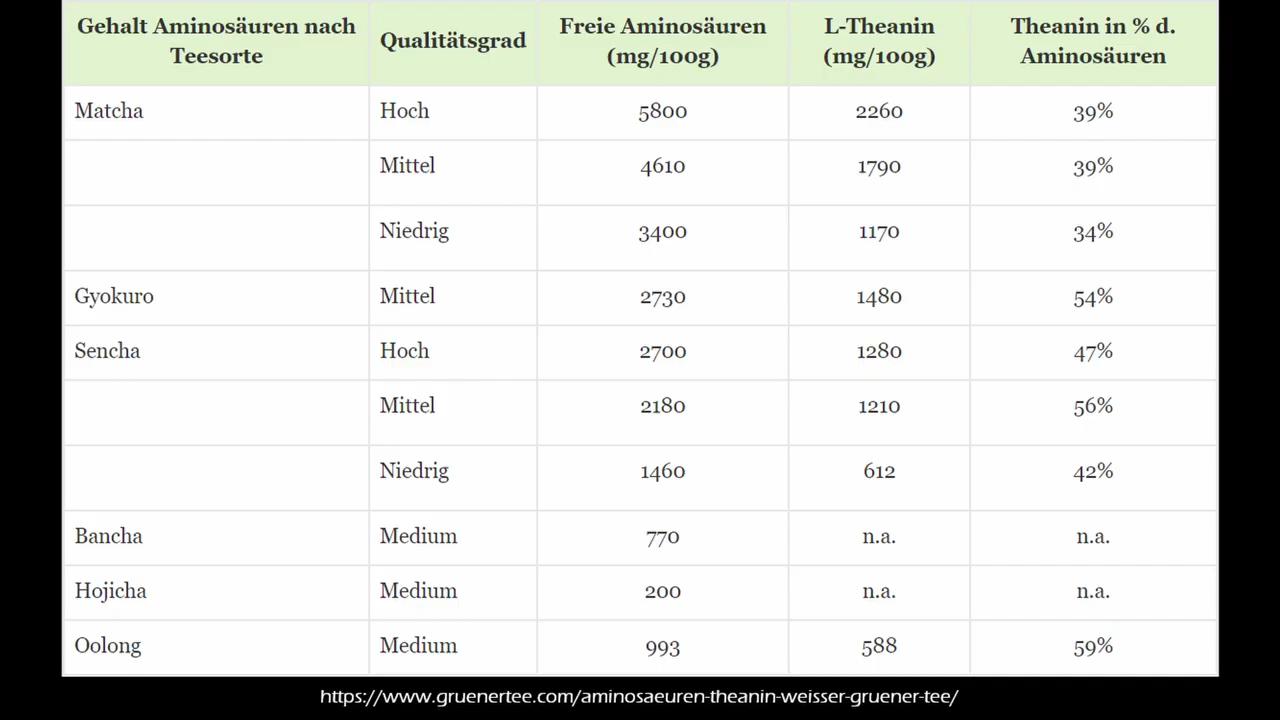 Gehalt Aminosäuren nach Teesorte Qualitätsgrad Freie Aminosäuren (mg/100g) L-Theanin (mg/100g) Theanin in % d. Aminosäuren
Matcha Hoch 5800 2260 39%
Mittel 4610 1790 39%
Niedrig 3400 1170 34%
Gyokuro Mittel 2730 1480 54%
Sencha Hoch 2700 1280 47%
Mittel 2180 1210 56%
Niedrig 1460 612 42%
Bancha Medium 770 n.a. n.a.
Hojicha Medium 200 n.a. n.a.
Oolong Medium 993 588 59%
https://www.gruenertee.com/aminosaeuren-theanin-weisser-gruener-tee/